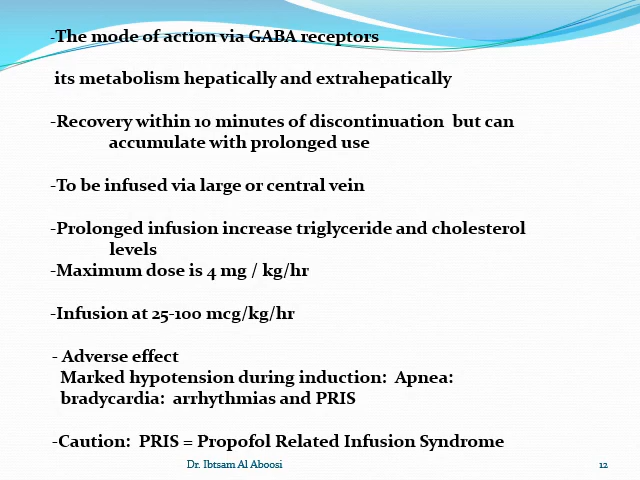 -The mode of action via GABA receptors
its metabolism hepatically and extrahepatically
-Recovery within 10 minutes of discontinuation but can
accumulate with prolonged use
-To be infused via large or central vein
-Prolonged infusion increase triglyceride and cholesterol
levels
-Maximum dose is 4 mg / kg/hr
-Infusion at 25-100 mcg/kg/hr
- Adverse effect
Marked hypotension during induction: Apnea:
bradycardia: arrhythmias and PRIS
-Caution: PRIS = Propofol Related Infusion Syndrome
Dr. Ibtsam Al Aboosi 12